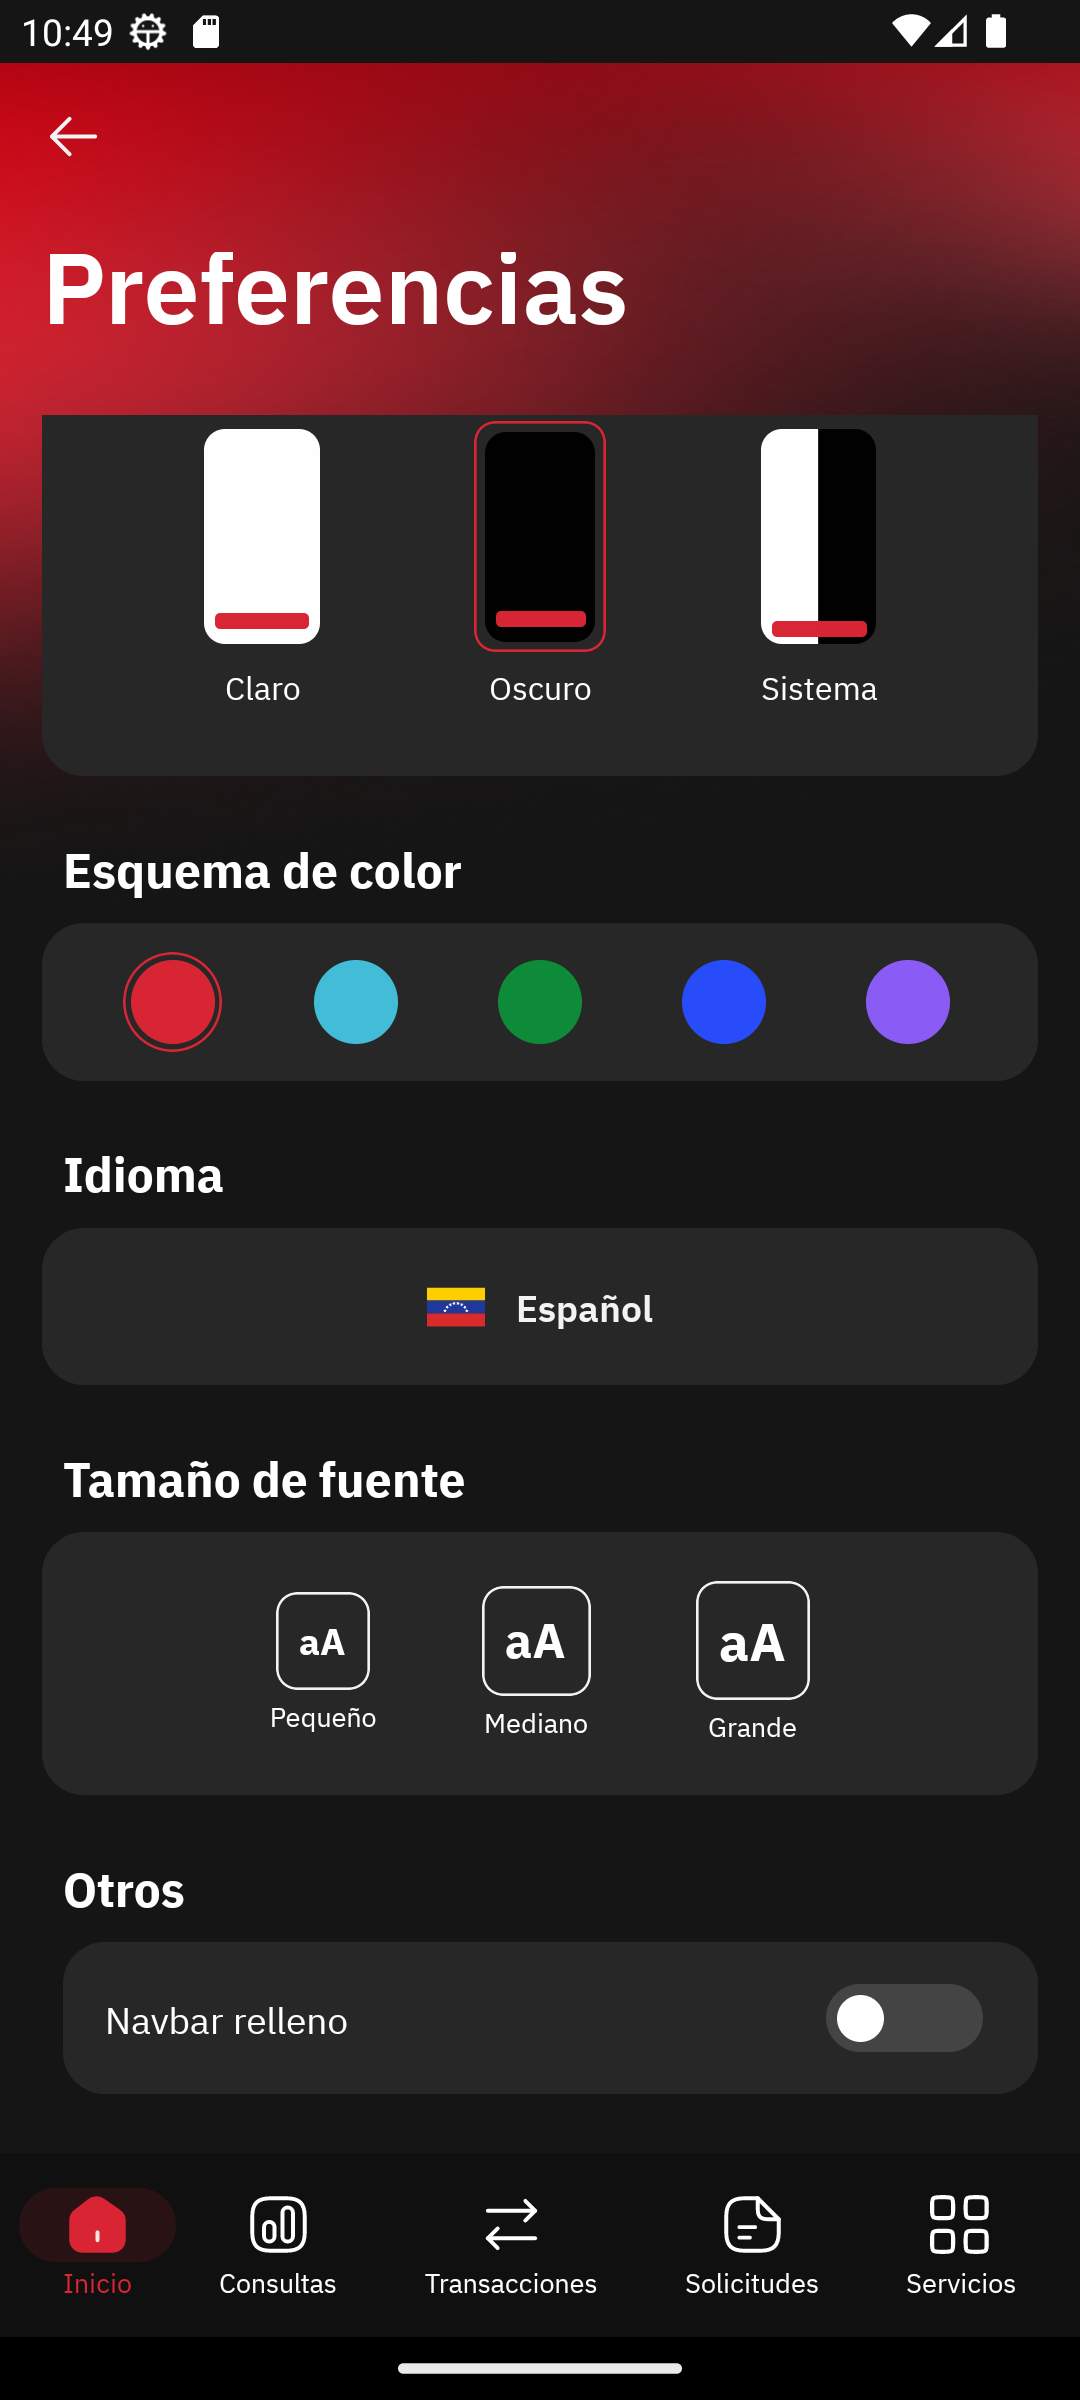 10:49
Preferencias
Claro
Oscuro
Sistema
Esquema de color
Idioma
Español
Tamaño de fuente
aA
aA
aA
Pequeño
Mediano
Grande
Otros
Navbar relleno
Inicio
Consultas
Transacciones
Solicitudes
Servicios